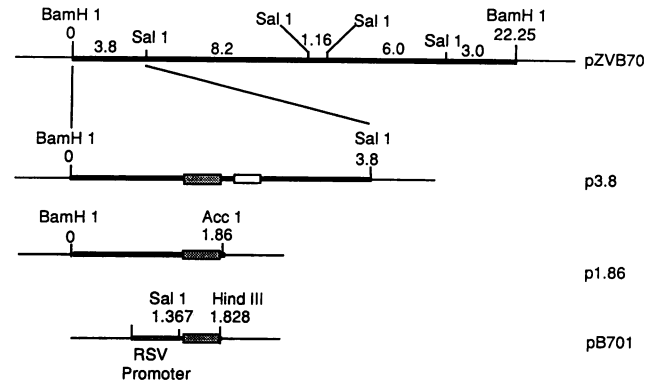 BamH 1
0
3.8
Sal 1
8.2
Sal 1
1.16
Sal 1
6.0
Sal 1
3.0
BamH 1
22.25
pZVB70
BamH 1
0
Sal 1
3.8
p3.8
BamH 1
0
Acc 1
1.86
p1.86
Sal 1
1.367
Hind III
1.828
pB701
RSV
Promoter